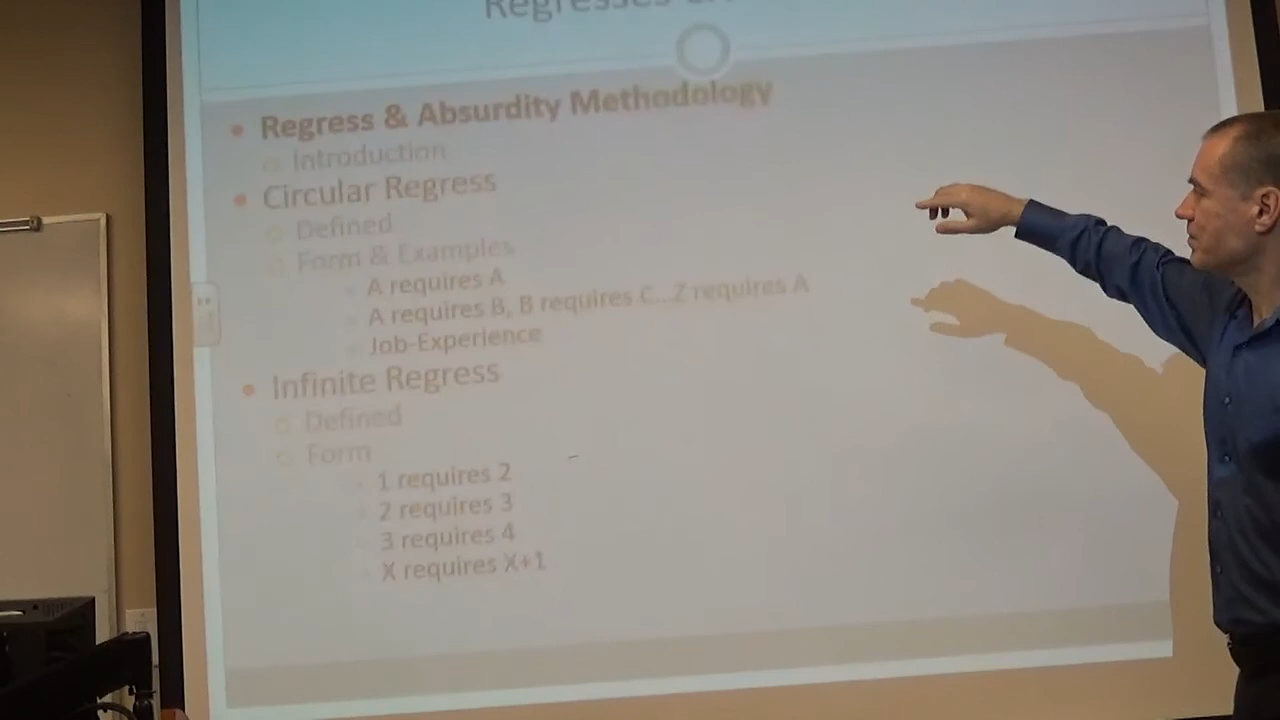 Regresses
Regress & Absurdity Methodology
Introduction
Circular Regress
Defined
Form & Examples
A requires A
A requires B, B requires C...Z requires A
Job-Experience
Infinite Regress
Defined
Form
1 requires 2
2 requires 3
3 requires 4
X requires X+1